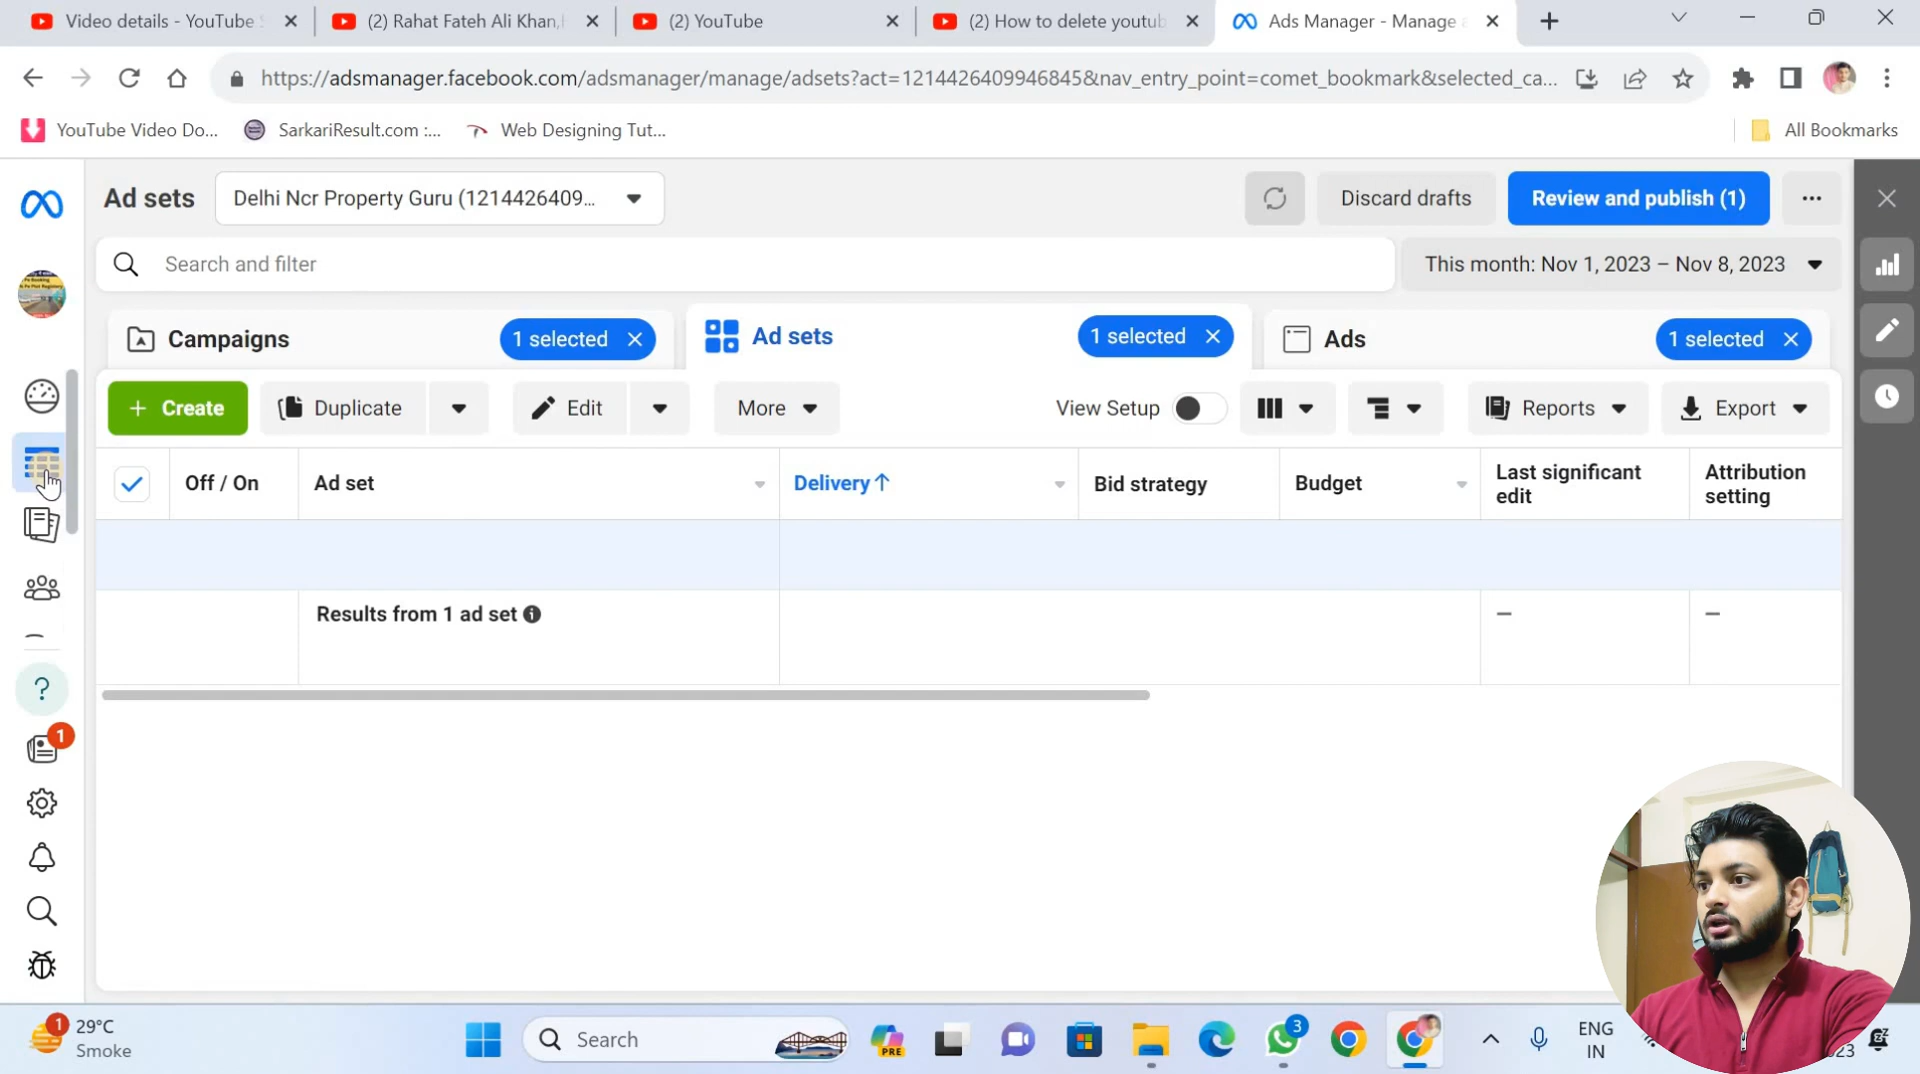 Video details - YouTube S
(2) Rahat Fateh Ali Khan,
(2) YouTube
(2) How to delete youtub
Ads Manager - Manage a
https://adsmanager.facebook.com/adsmanager/manage/adsets?act=1214426409946845&nav_entry_point=comet_bookmark&selected_ca...
YouTube Video Do...
SarkariResult.com :...
Web Designing Tut...
All Bookmarks
Ad sets
Delhi Ncr Property Guru (1214426409...
Discard drafts
Review and publish (1)
Search and filter
This month: Nov 1, 2023 – Nov 8, 2023
Campaigns
1 selected
Ad sets
1 selected
Ads
1 selected
+ Create
Duplicate
Edit
More
View Setup
Reports
Export
Off / On
Ad set
Delivery ↑
Bid strategy
Budget
Last significant
edit
Attribution
setting
Results from 1 ad set
—
—
?
1
1
29°C
Smoke
Search
PRE
3
ENG
IN